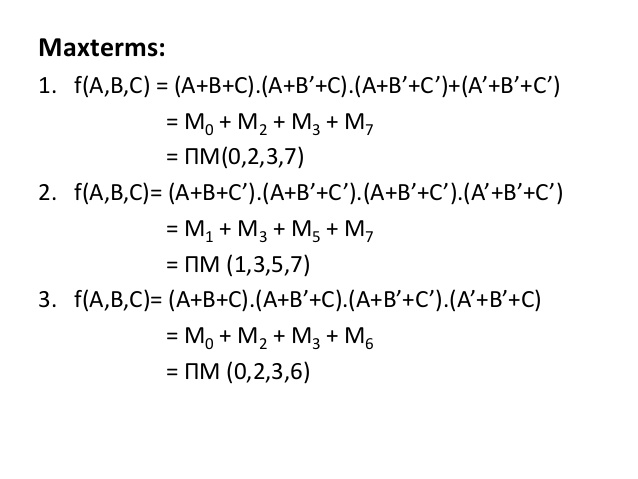 Maxterms:
1. f(A,B,C) = (A+B+C).(A+B’+C).(A+B’+C’)+(A’+B’+C’)
= M₀ + M₂ + M₃ + M₇
= ΠM(0,2,3,7)
2. f(A,B,C)= (A+B+C’).(A+B’+C’).(A+B’+C’).(A’+B’+C’)
= M₁ + M₃ + M₅ + M₇
= ΠM (1,3,5,7)
3. f(A,B,C)= (A+B+C).(A+B’+C).(A+B’+C’).(A’+B’+C)
= M₀ + M₂ + M₃ + M₆
= ΠM (0,2,3,6)